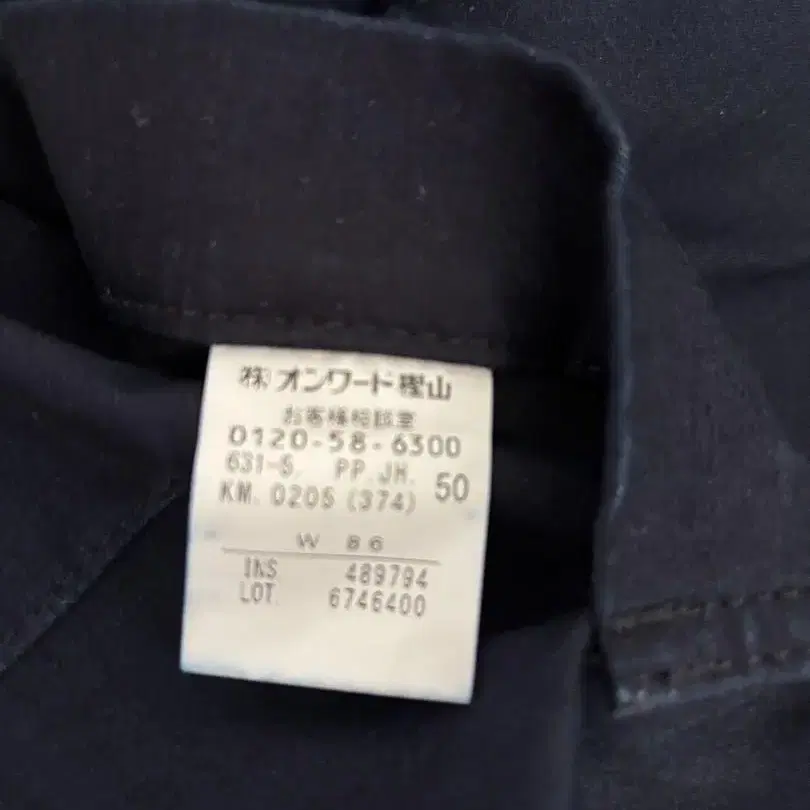 ㈱オンワード樫山
お客様相談室
0120-58-6300
631-5, PP.JH. 50
KM. 0205 (374)
W 86
INS 489794
LOT. 6746400